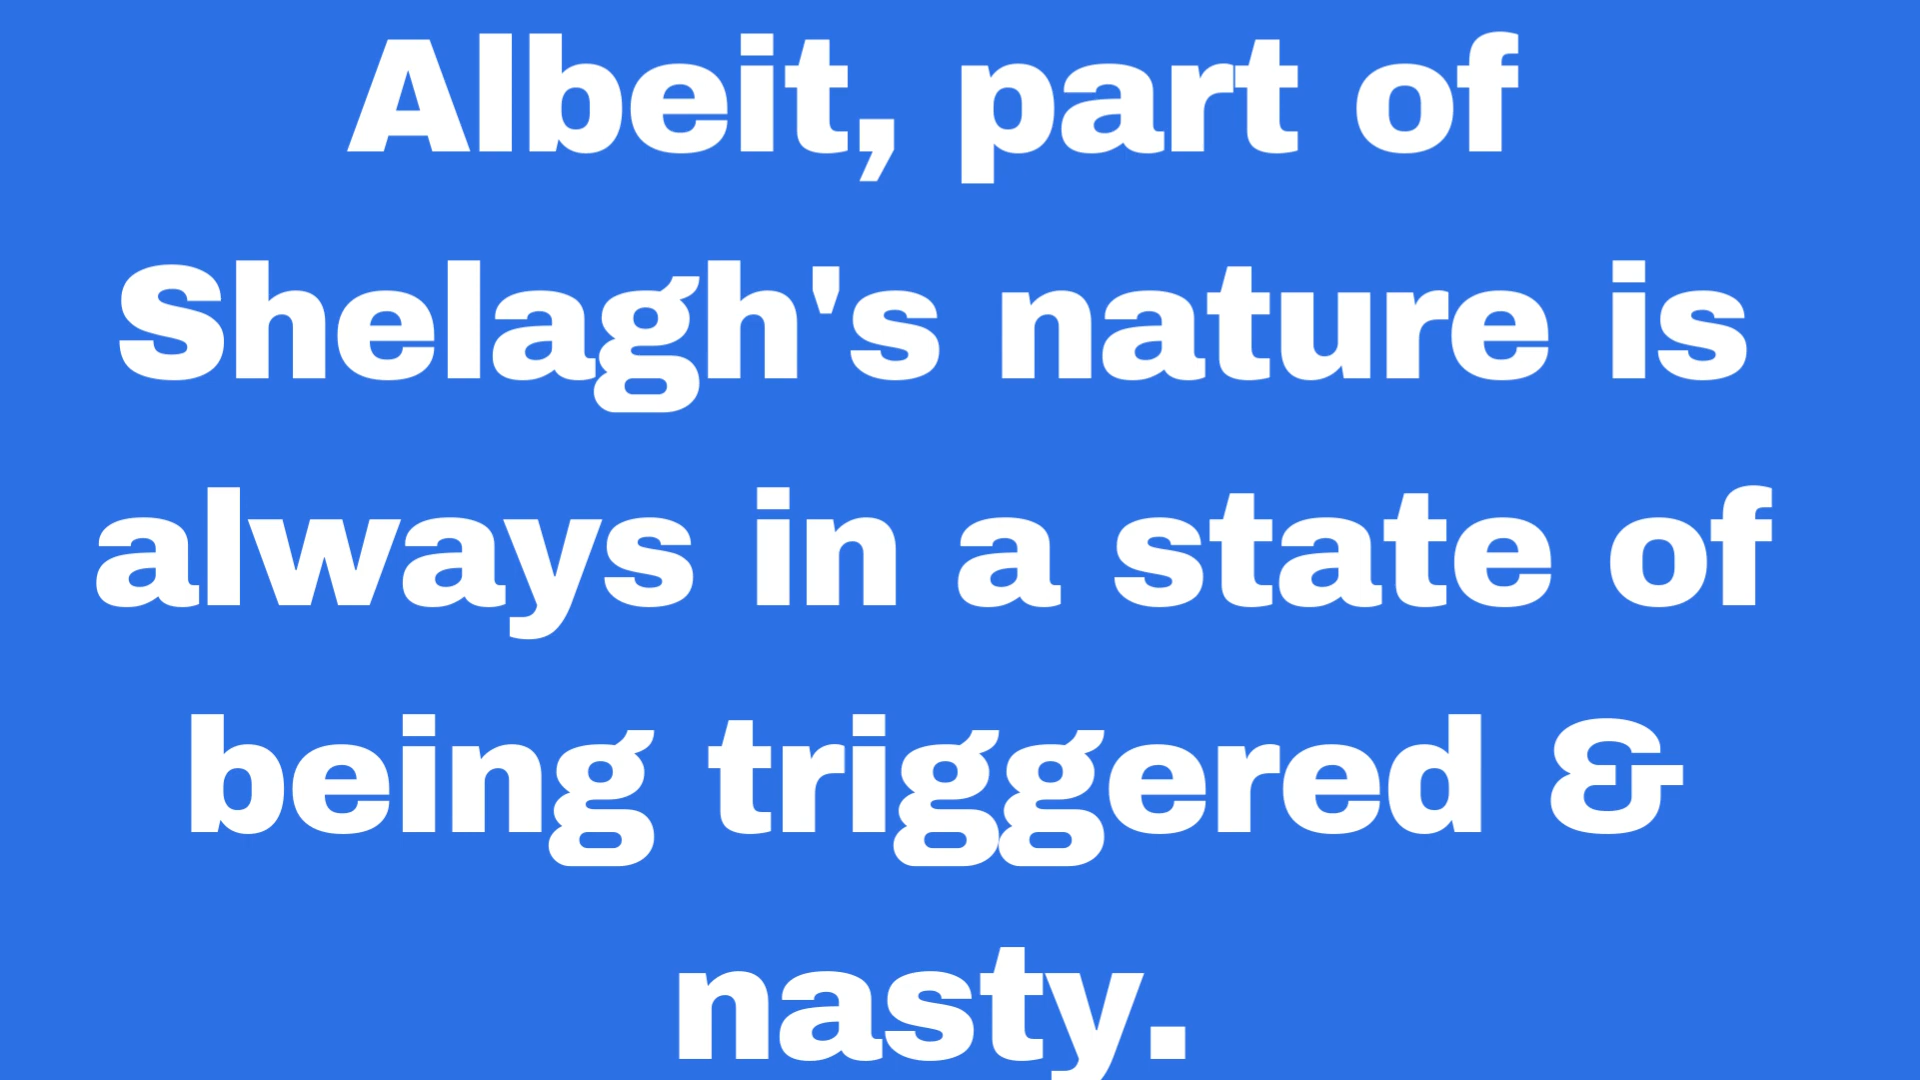 Albeit, part of
Shelagh's nature is
always in a state of
being triggered &
nasty.